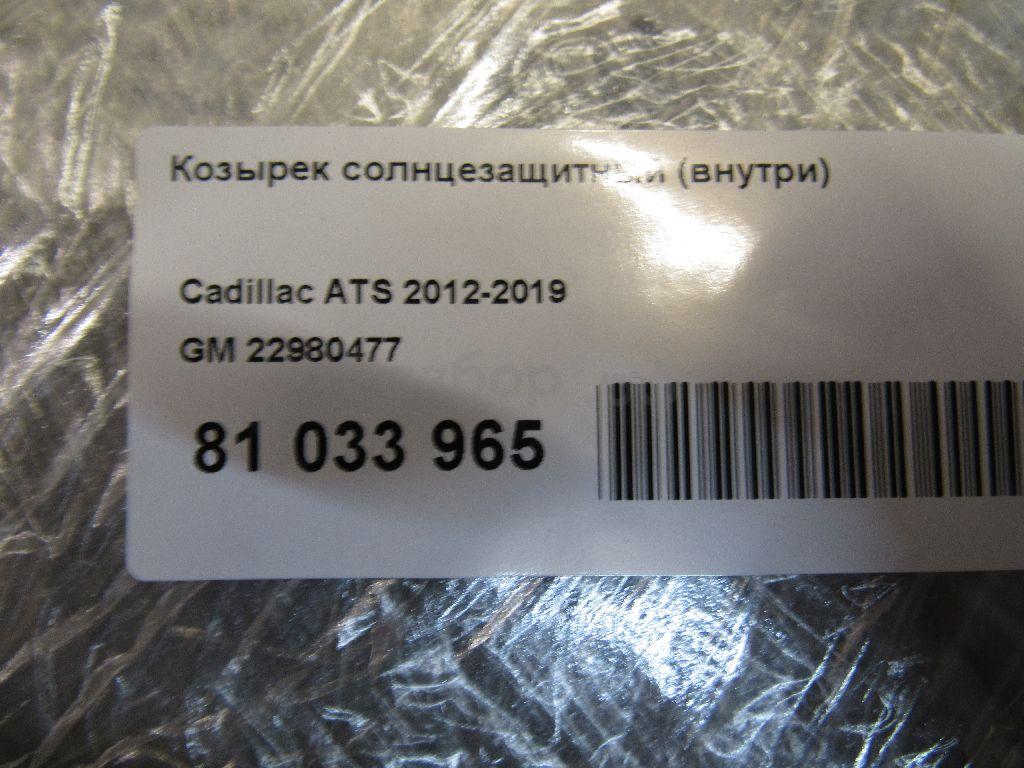 Козырек солнцезащитный (внутри)
Cadillac ATS 2012-2019
GM 22980477
81 033 965